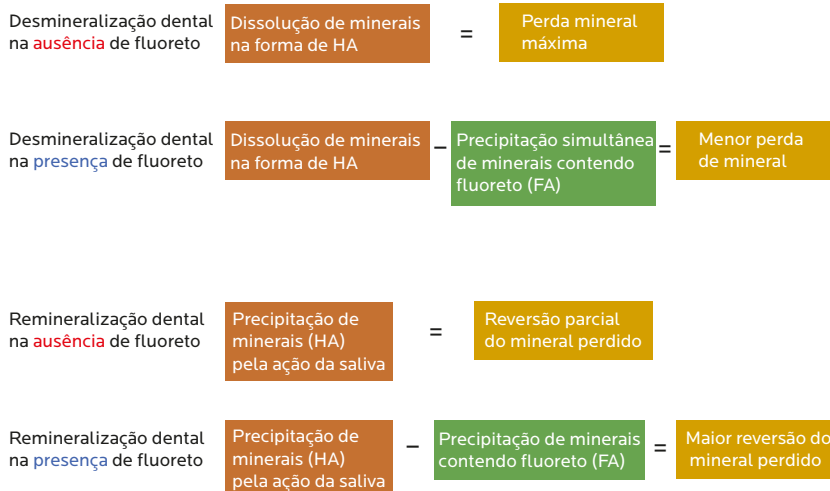 Desmineralização dental
na ausência de fluoreto
Dissolução de minerais
na forma de HA
=
Perda mineral
máxima
Desmineralização dental
na presença de fluoreto
Dissolução de minerais
na forma de HA
–
Precipitação simultânea
de minerais contendo
fluoreto (FA)
=
Menor perda
de mineral
Remineralização dental
na ausência de fluoreto
Precipitação de
minerais (HA)
pela ação da saliva
=
Reversão parcial
do mineral perdido
Remineralização dental
na presença de fluoreto
Precipitação de
minerais (HA)
pela ação da saliva
–
Precipitação de minerais
contendo fluoreto (FA)
=
Maior reversão do
mineral perdido